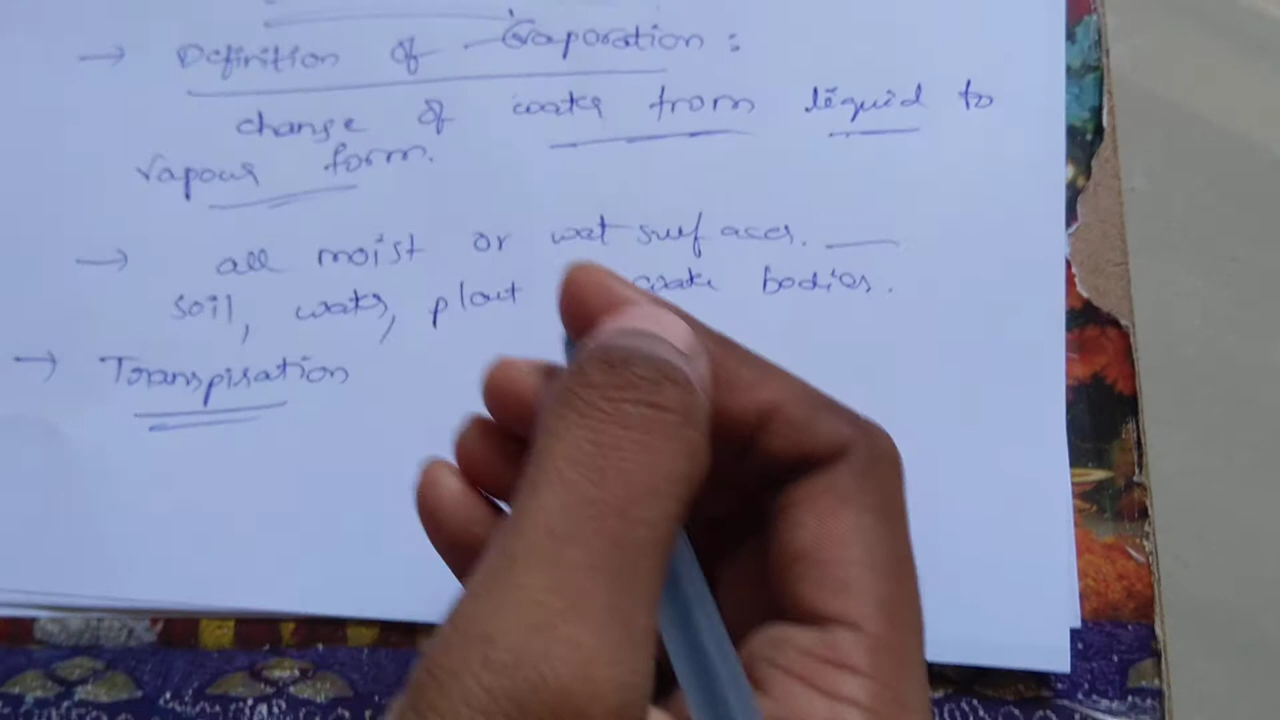 → Definition of Evaporation :
change of water from liquid to
vapour form.
→ all moist or wet surfaces. —
soil, water, plant water bodies.
→ Transpiration